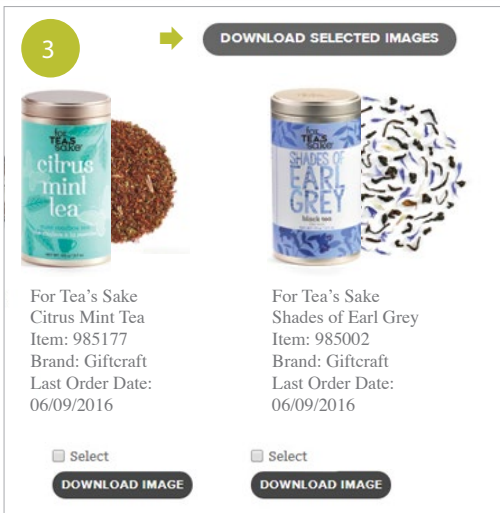 3
DOWNLOAD SELECTED IMAGES
for
TEA'S
sake
citrus
mint
tea
for
TEA'S
sake
SHADES OF
EARL
GREY
black tea
For Tea's Sake
Citrus Mint Tea
Item: 985177
Brand: Giftcraft
Last Order Date:
06/09/2016
For Tea's Sake
Shades of Earl Grey
Item: 985002
Brand: Giftcraft
Last Order Date:
06/09/2016
Select
DOWNLOAD IMAGE
Select
DOWNLOAD IMAGE